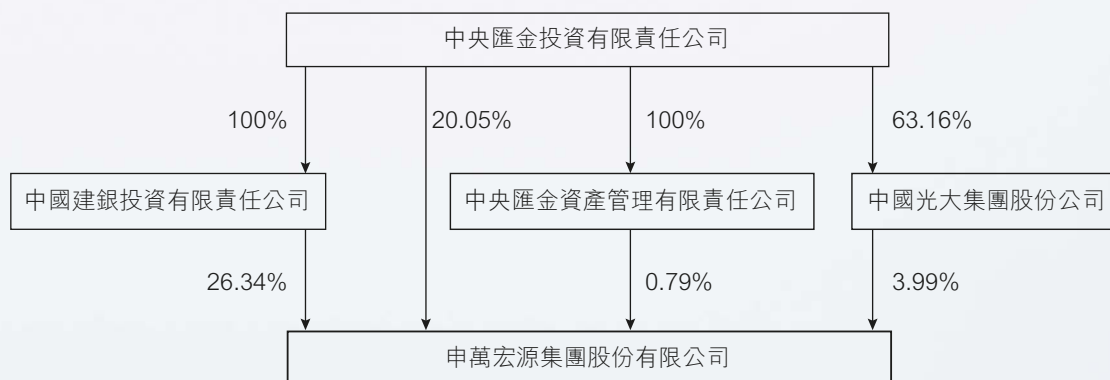 中央匯金投資有限責任公司
100%
20.05%
100%
63.16%
中國建銀投資有限責任公司
中央匯金資產管理有限責任公司
中國光大集團股份公司
26.34%
0.79%
3.99%
申萬宏源集團股份有限公司